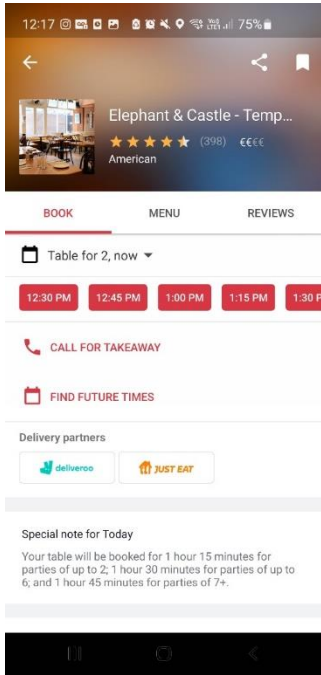 12:17 75%
Elephant & Castle - Temp...
(398) €€€€
American
BOOK MENU REVIEWS
Table for 2, now
12:30 PM 12:45 PM 1:00 PM 1:15 PM 1:30 P
CALL FOR TAKEAWAY
FIND FUTURE TIMES
Delivery partners
deliveroo JUST EAT
Special note for Today
Your table will be booked for 1 hour 15 minutes for
parties of up to 2; 1 hour 30 minutes for parties of up to
6; and 1 hour 45 minutes for parties of 7+.